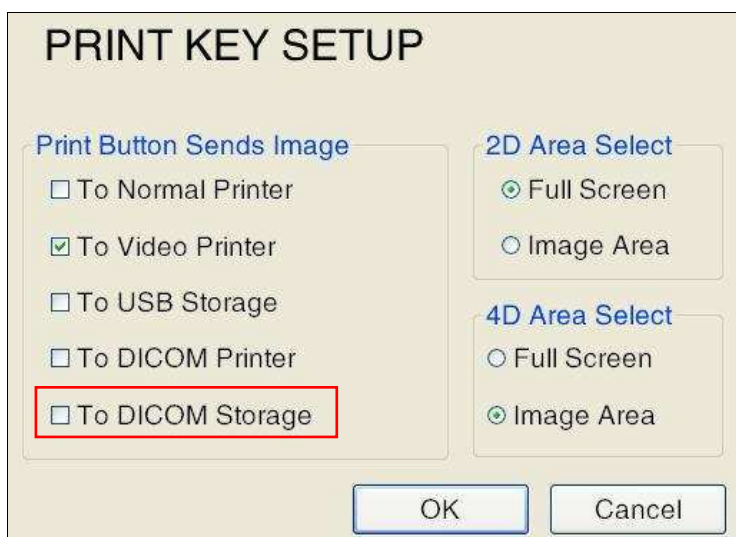 PRINT KEY SETUP
Print Button Sends Image
To Normal Printer
To Video Printer
To USB Storage
To DICOM Printer
To DICOM Storage
2D Area Select
Full Screen
Image Area
4D Area Select
Full Screen
Image Area
OK
Cancel